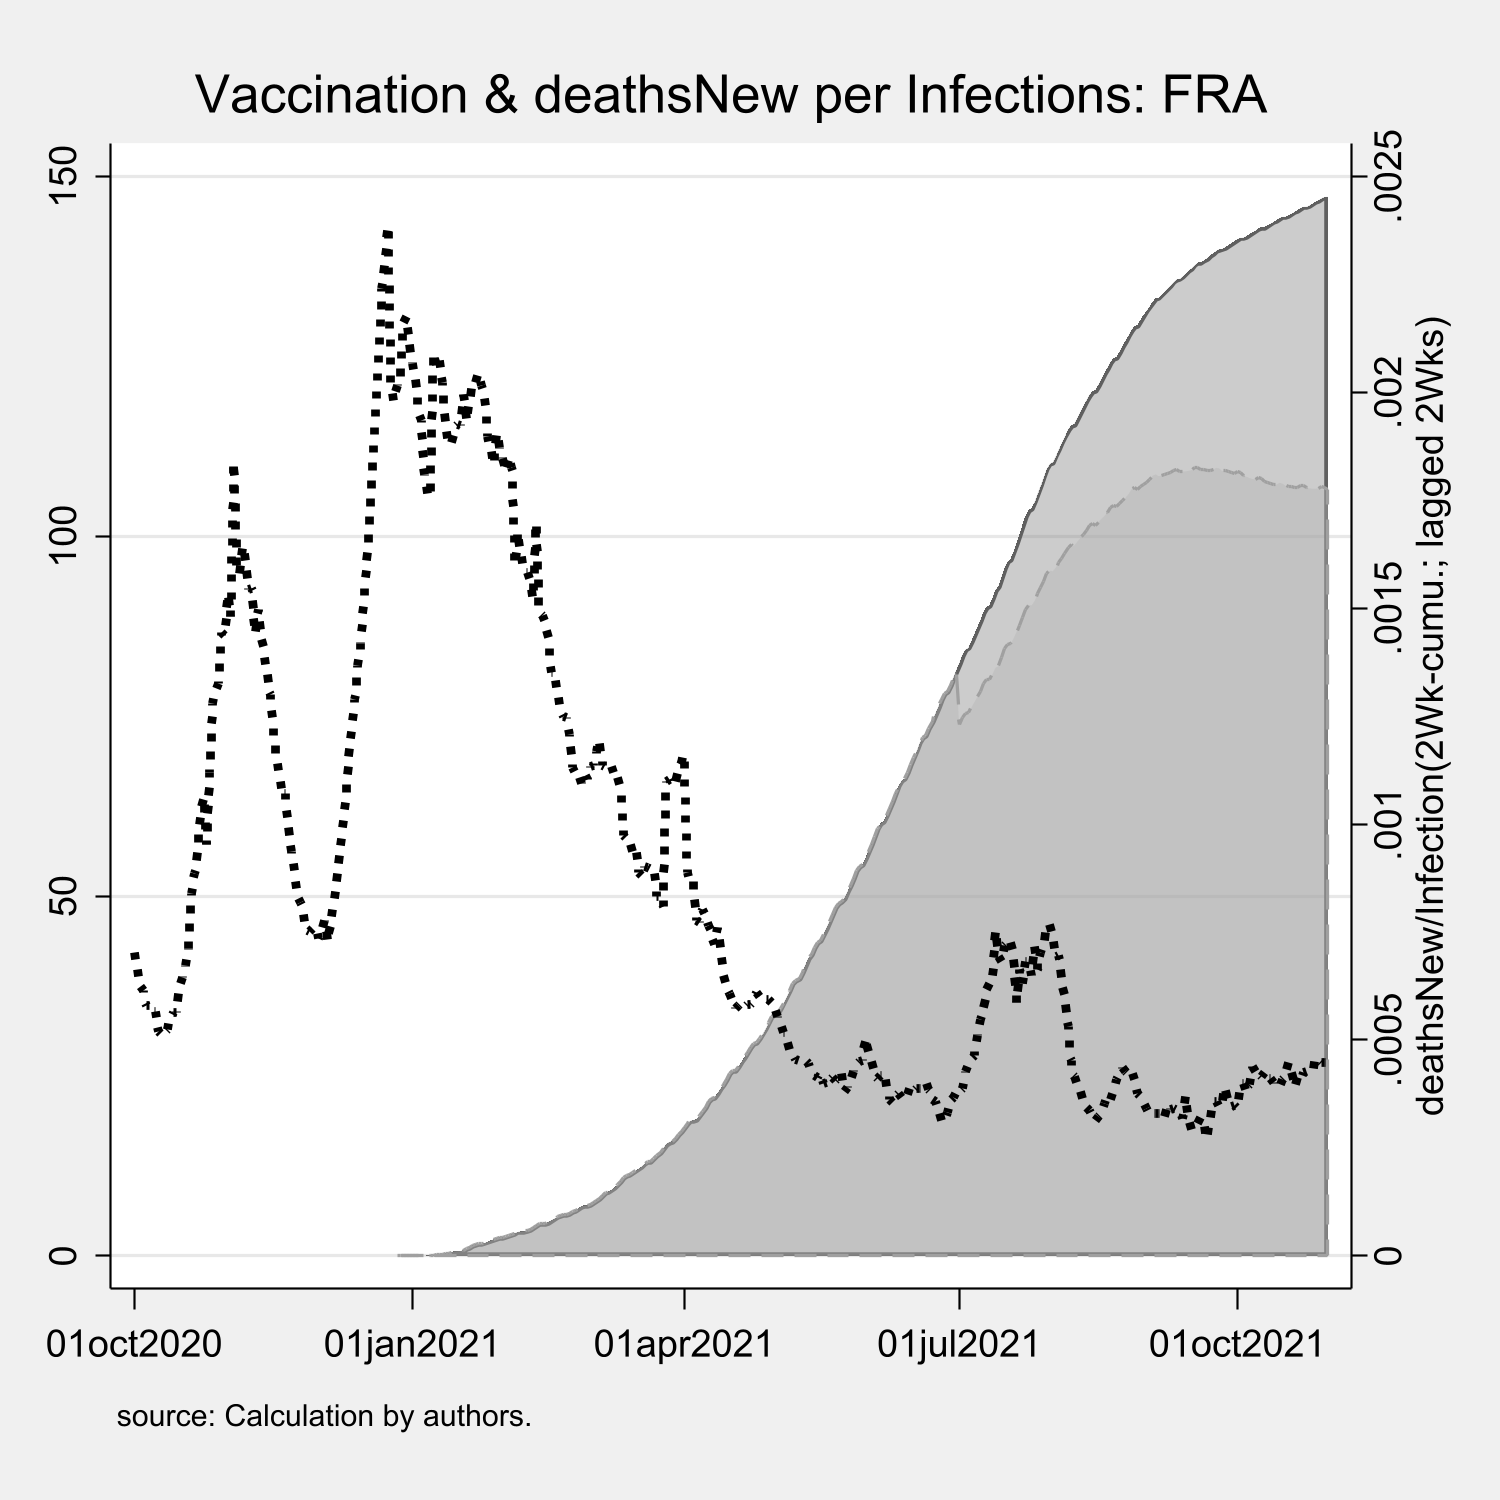 Vaccination & deathsNew per Infections: FRA
150
100
50
0
.0025
.002
.0015
.001
.0005
0
deathsNew/Infection(2Wk-cumu.; lagged 2Wks)
01oct2020
01jan2021
01apr2021
01jul2021
01oct2021
source: Calculation by authors.